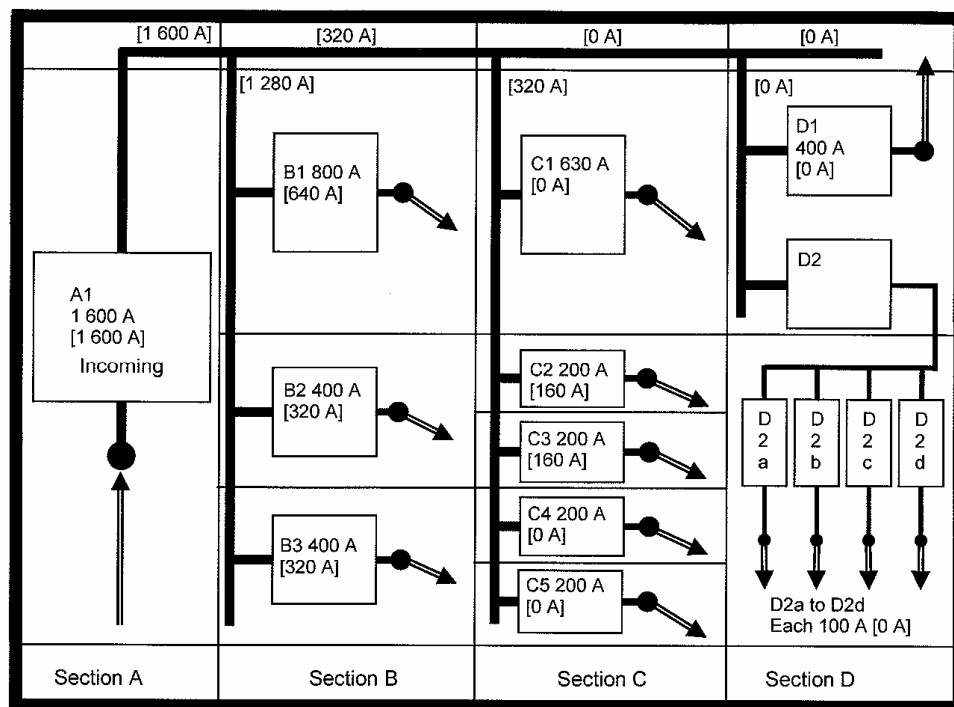 [1 600 A]
[320 A]
[0 A]
[0 A]
[1 280 A]
[320 A]
[0 A]
A1
1 600 A
[1 600 A]
Incoming
B1 800 A
[640 A]
B2 400 A
[320 A]
B3 400 A
[320 A]
C1 630 A
[0 A]
C2 200 A
[160 A]
C3 200 A
[160 A]
C4 200 A
[0 A]
C5 200 A
[0 A]
D1
400 A
[0 A]
D2
D
2
a
D
2
b
D
2
c
D
2
d
D2a to D2d
Each 100 A [0 A]
Section A
Section B
Section C
Section D